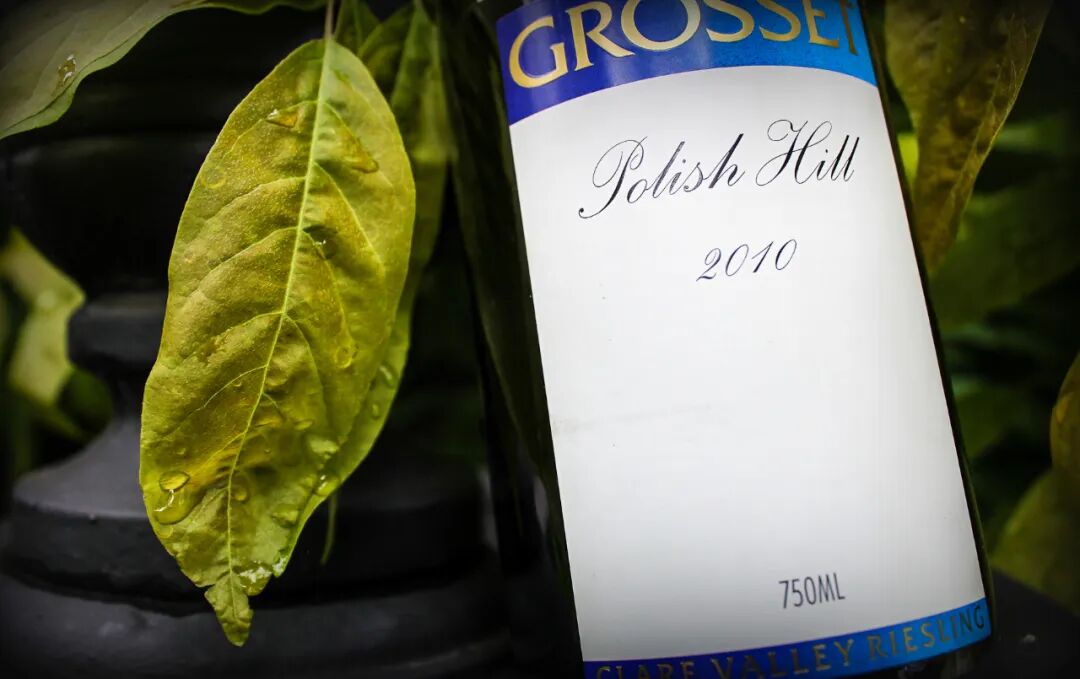 GROSSET
Polish Hill
2010
750ML
CLARE VALLEY RIESLING